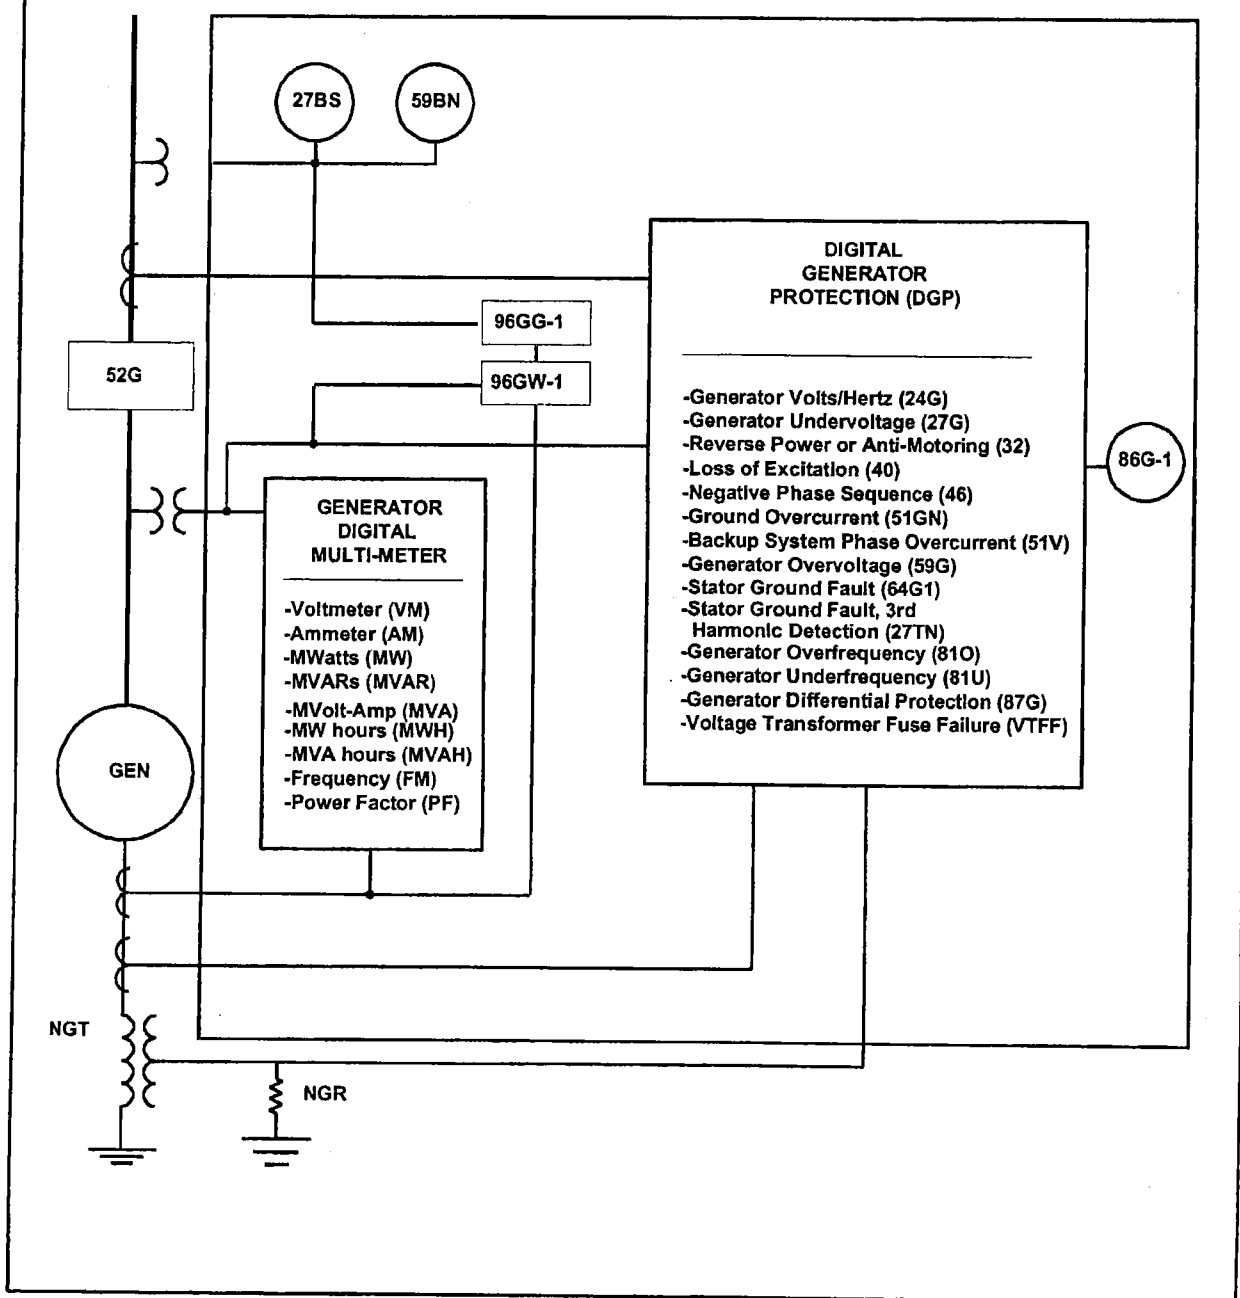 27BS
59BN
DIGITAL
GENERATOR
PROTECTION (DGP)
96GG-1
52G
96GW-1
-Generator Volts/Hertz (24G)
-Generator Undervoltage (27G)
-Reverse Power or Anti-Motoring (32)
-Loss of Excitation (40)
-Negative Phase Sequence (46)
-Ground Overcurrent (51GN)
-Backup System Phase Overcurrent (51V)
-Generator Overvoltage (59G)
-Stator Ground Fault (64G1)
-Stator Ground Fault, 3rd
Harmonic Detection (27TN)
-Generator Overfrequency (81O)
-Generator Underfrequency (81U)
-Generator Differential Protection (87G)
-Voltage Transformer Fuse Failure (VTFF)
86G-1
GENERATOR
DIGITAL
MULTI-METER
-Voltmeter (VM)
-Ammeter (AM)
-MWatts (MW)
-MVARs (MVAR)
-MVolt-Amp (MVA)
-MW hours (MWH)
-MVA hours (MVAH)
-Frequency (FM)
-Power Factor (PF)
GEN
NGT
NGR